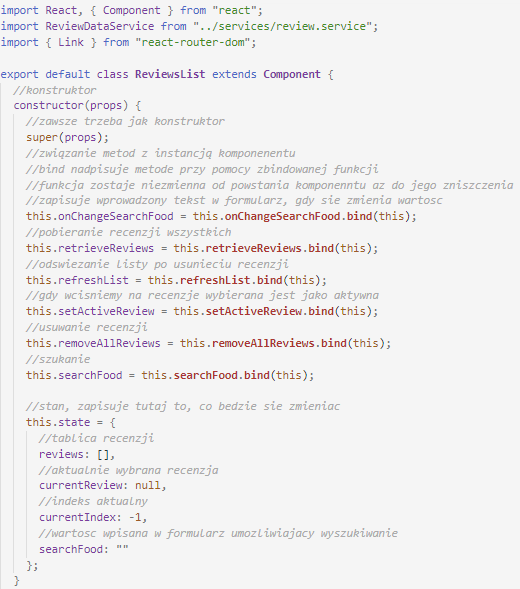 import React, { Component } from "react";
import ReviewDataService from "../services/review.service";
import { Link } from "react-router-dom";

export default class ReviewsList extends Component {
  //konstruktor
  constructor(props) {
    //zawsze trzeba jak konstruktor
    super(props);
    //związanie metod z instancją komponenentu
    //bind nadpisuje metode przy pomocy zbindowanej funkcji
    //funkcja zostaje niezmienna od powstania komponenntu az do jego zniszczenia
    //zapisuje wprowadzony tekst w formularz, gdy sie zmienia wartosc
    this.onChangeSearchFood = this.onChangeSearchFood.bind(this);
    //pobieranie recenzji wszystkich
    this.retrieveReviews = this.retrieveReviews.bind(this);
    //odswiezanie listy po usunieciu recenzji
    this.refreshList = this.refreshList.bind(this);
    //gdy wcisniemy na recenzje wybierana jest jako aktywna
    this.setActiveReview = this.setActiveReview.bind(this);
    //usuwanie recenzji
    this.removeAllReviews = this.removeAllReviews.bind(this);
    //szukanie
    this.searchFood = this.searchFood.bind(this);

    //stan, zapisuje tutaj to, co bedzie sie zmieniac
    this.state = {
      //tablica recenzji
      reviews: [],
      //aktualnie wybrana recenzja
      currentReview: null,
      //indeks aktualny
      currentIndex: -1,
      //wartosc wpisana w formularz umozliwiajacy wyszukiwanie
      searchFood: ""
    };
  }